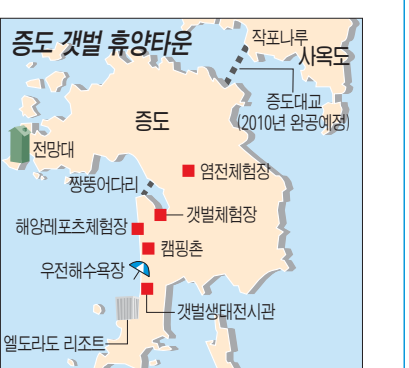 증도 갯벌 휴양타운
작포나루
사옥도
증도대교
(2010년 완공예정)
증도
전망대
염전체험장
짱뚱어다리
갯벌체험장
해양레포츠체험장
캠핑촌
우전해수욕장
갯벌생태전시관
엘도라도 리조트